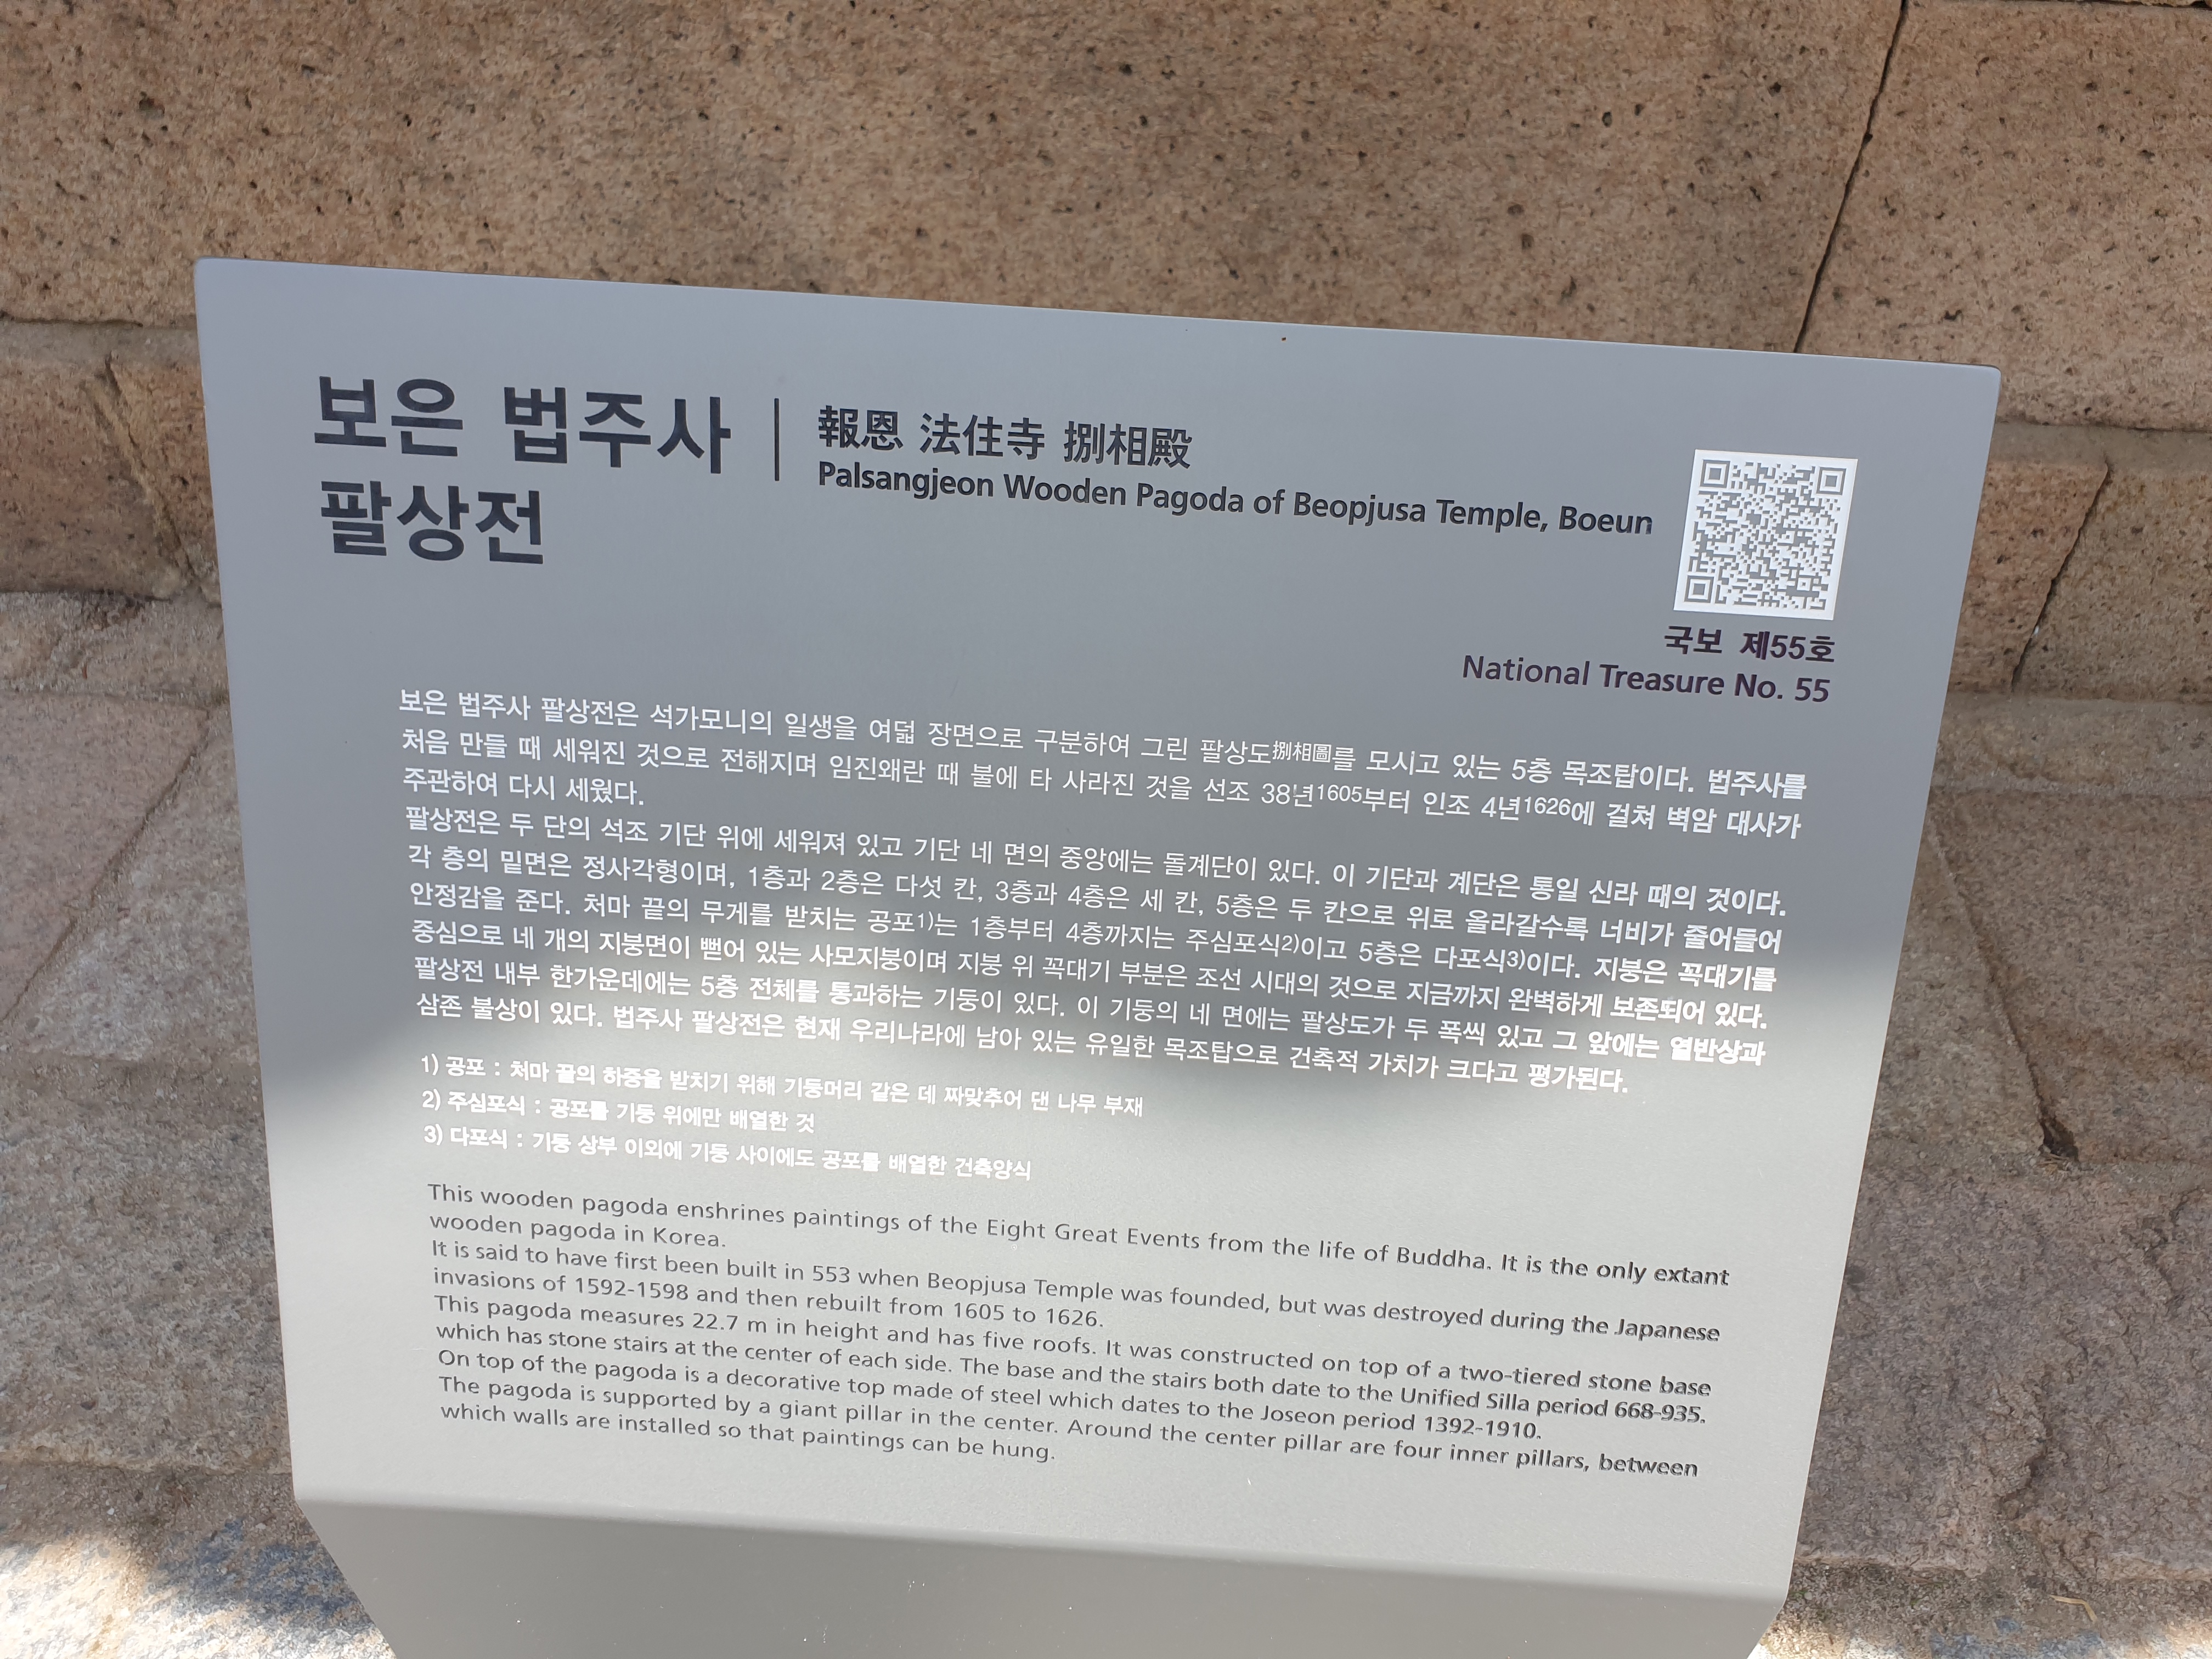 보은 법주사
팔상전
報恩 法住寺 捌相殿
Palsangjeon Wooden Pagoda of Beopjusa Temple, Boeun
국보 제55호
National Treasure No. 55
보은 법주사 팔상전은 석가모니의 일생을 여덟 장면으로 구분하여 그린 팔상도捌相圖를 모시고 있는 5층 목조탑이다. 법주사를
처음 만들 때 세워진 것으로 전해지며 임진왜란 때 불에 타 사라진 것을 선조 38년1605부터 인조 4년1626에 걸쳐 벽암 대사가
주관하여 다시 세웠다.
팔상전은 두 단의 석조 기단 위에 세워져 있고 기단 네 면의 중앙에는 돌계단이 있다. 이 기단과 계단은 통일 신라 때의 것이다.
각 층의 밑면은 정사각형이며, 1층과 2층은 다섯 칸, 3층과 4층은 세 칸, 5층은 두 칸으로 위로 올라갈수록 너비가 줄어들어
안정감을 준다. 처마 끝의 무게를 받치는 공포1)는 1층부터 4층까지는 주심포식2)이고 5층은 다포식3)이다. 지붕은 꼭대기를
중심으로 네 개의 지붕면이 뻗어 있는 사모지붕이며 지붕 위 꼭대기 부분은 조선 시대의 것으로 지금까지 완벽하게 보존되어 있다.
팔상전 내부 한가운데에는 5층 전체를 통과하는 기둥이 있다. 이 기둥의 네 면에는 팔상도가 두 폭씩 있고 그 앞에는 열반상과
삼존 불상이 있다. 법주사 팔상전은 현재 우리나라에 남아 있는 유일한 목조탑으로 건축적 가치가 크다고 평가된다.
1) 공포 : 처마 끝의 하중을 받치기 위해 기둥머리 같은 데 짜맞추어 댄 나무 부재
2) 주심포식 : 공포를 기둥 위에만 배열한 것
3) 다포식 : 기둥 상부 이외에 기둥 사이에도 공포를 배열한 건축양식
This wooden pagoda enshrines paintings of the Eight Great Events from the life of Buddha. It is the only extant
wooden pagoda in Korea.
It is said to have first been built in 553 when Beopjusa Temple was founded, but was destroyed during the Japanese
invasions of 1592-1598 and then rebuilt from 1605 to 1626.
This pagoda measures 22.7 m in height and has five roofs. It was constructed on top of a two-tiered stone base
which has stone stairs at the center of each side. The base and the stairs both date to the Unified Silla period 668-935.
On top of the pagoda is a decorative top made of steel which dates to the Joseon period 1392-1910.
The pagoda is supported by a giant pillar in the center. Around the center pillar are four inner pillars, between
which walls are installed so that paintings can be hung.